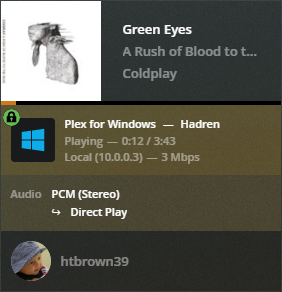 Green Eyes
A Rush of Blood to t...
Coldplay
Plex for Windows — Hadren
Playing — 0:12 / 3:43
Local (10.0.0.3) — 3 Mbps
Audio PCM (Stereo)
↪ Direct Play
htbrown39